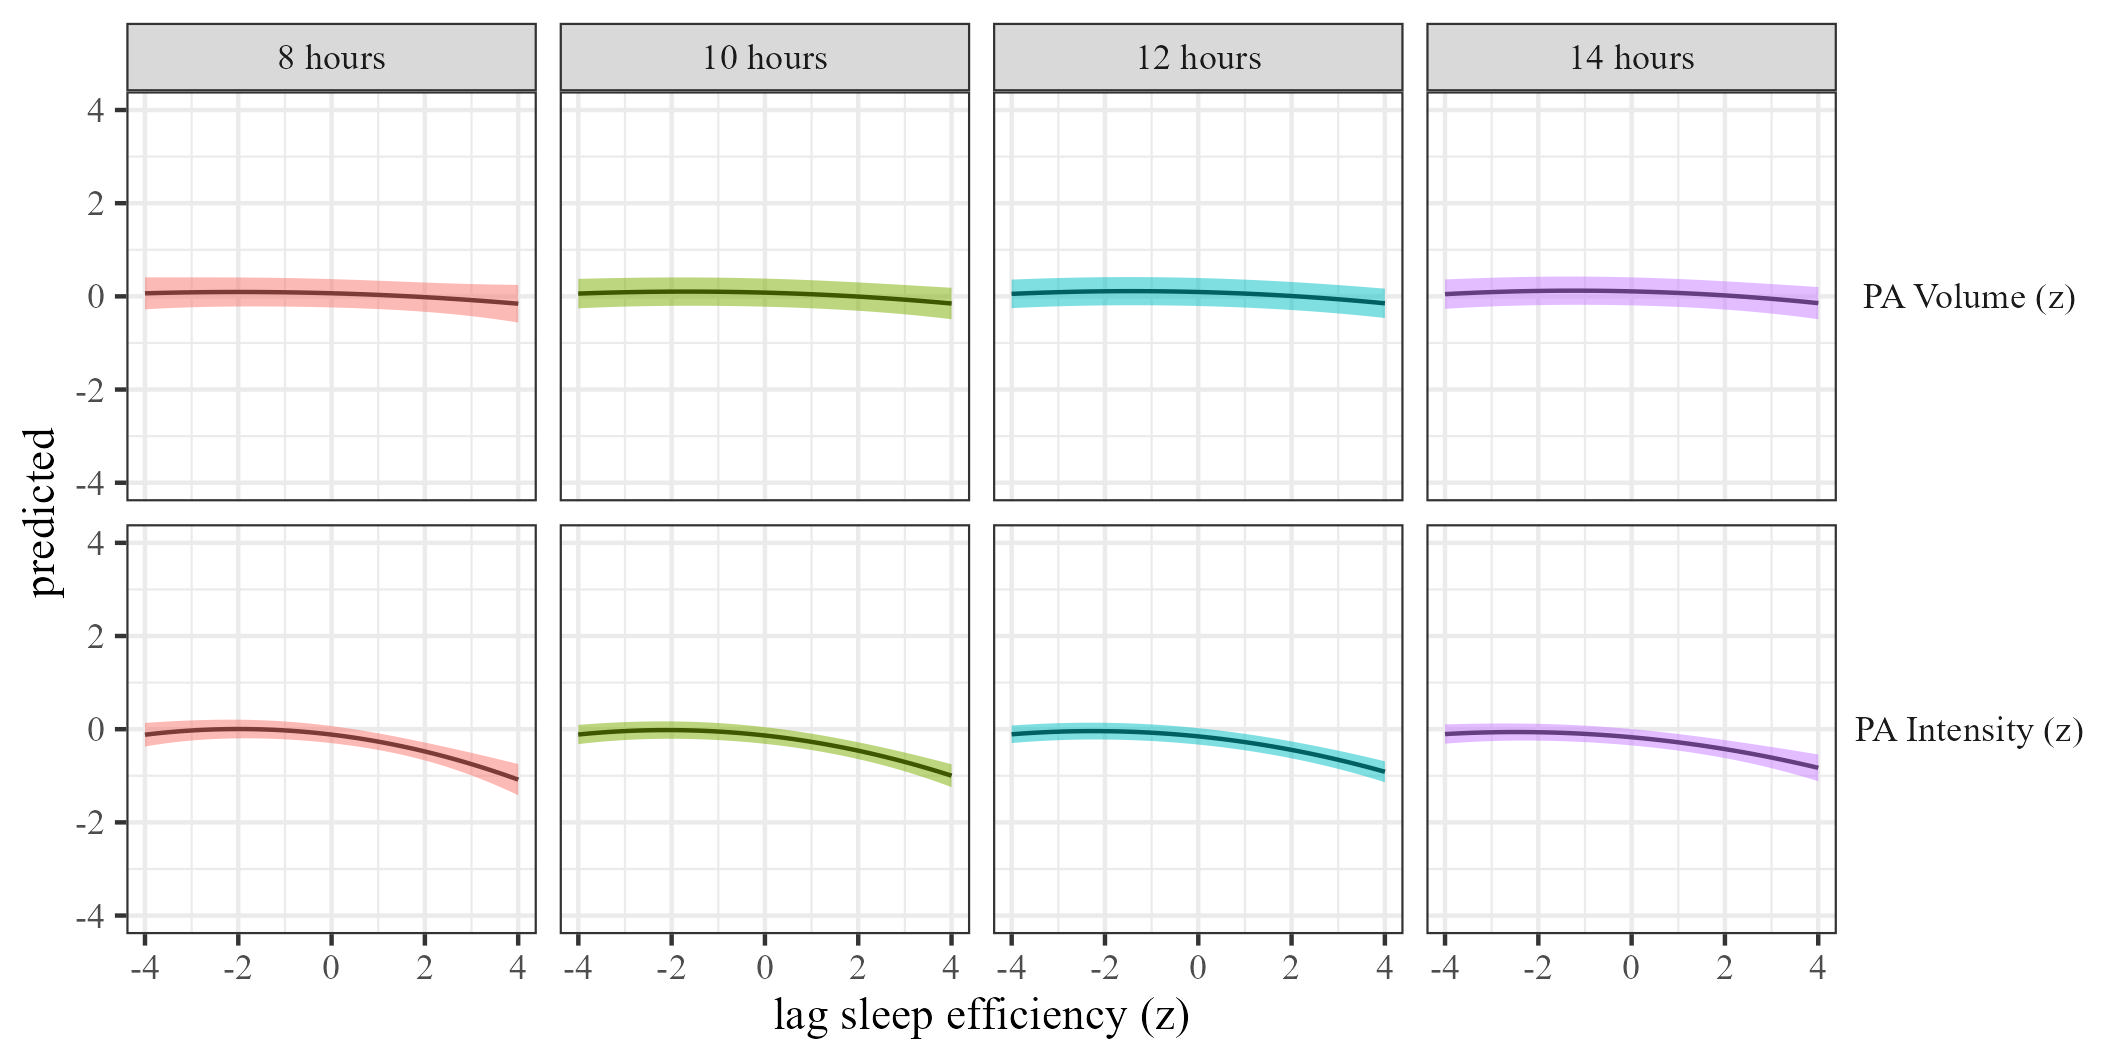 8 hours 10 hours 12 hours 14 hours
4
2
0
-2
-4
PA Volume (z)
predicted
4
2
0
-2
-4
PA Intensity (z)
-4 -2 0 2 4 -4 -2 0 2 4 -4 -2 0 2 4 -4 -2 0 2 4
lag sleep efficiency (z)